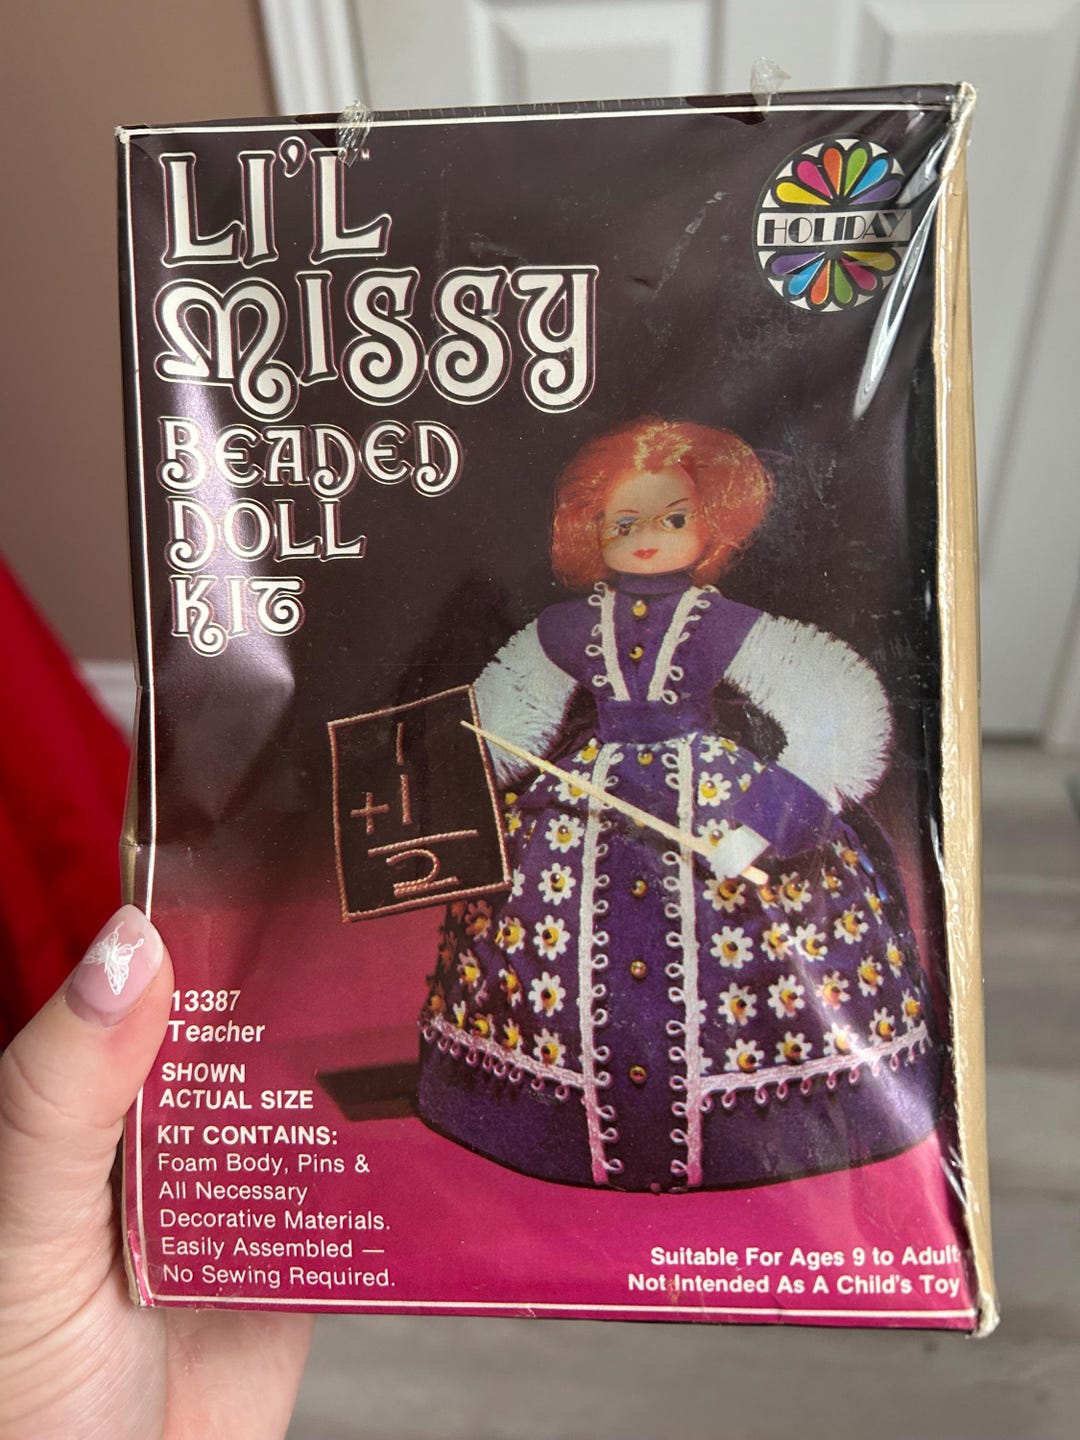 LI'L
MISSY
BEADED
DOLL
KIT
HOLIDAY
1
+1
2
13387
Teacher
SHOWN
ACTUAL SIZE
KIT CONTAINS:
Foam Body, Pins &
All Necessary
Decorative Materials.
Easily Assembled —
No Sewing Required.
Suitable For Ages 9 to Adult
Not Intended As A Child's Toy